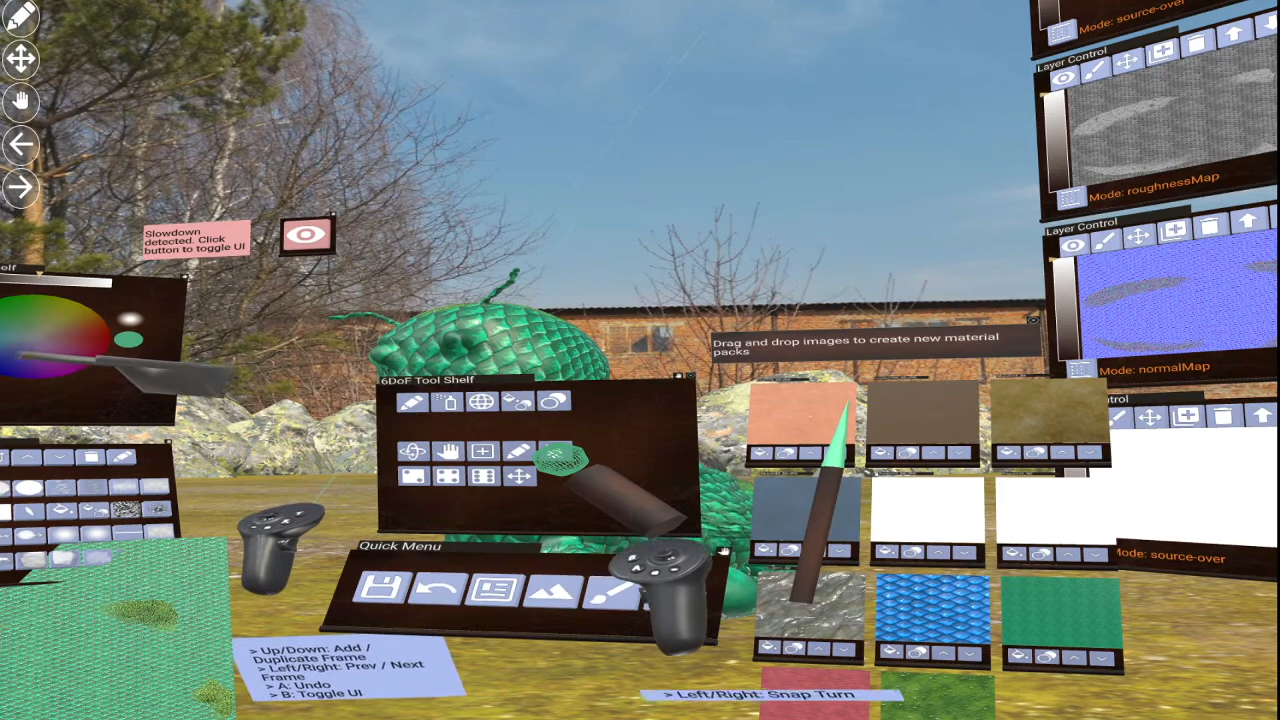 Mode: source-over
Layer Control
Mode: roughnessMap
Layer Control
Slowdown
detected. Click
button to toggle UI
Mode: normalMap
Drag and drop images to create new material
packs
6DoF Tool Shelf
Quick Menu
Mode: source-over
> Up/Down: Add /
Duplicate Frame
> Left/Right: Prev / Next
Frame
> A: Undo
> B: Toggle UI
> Left/Right: Snap Turn